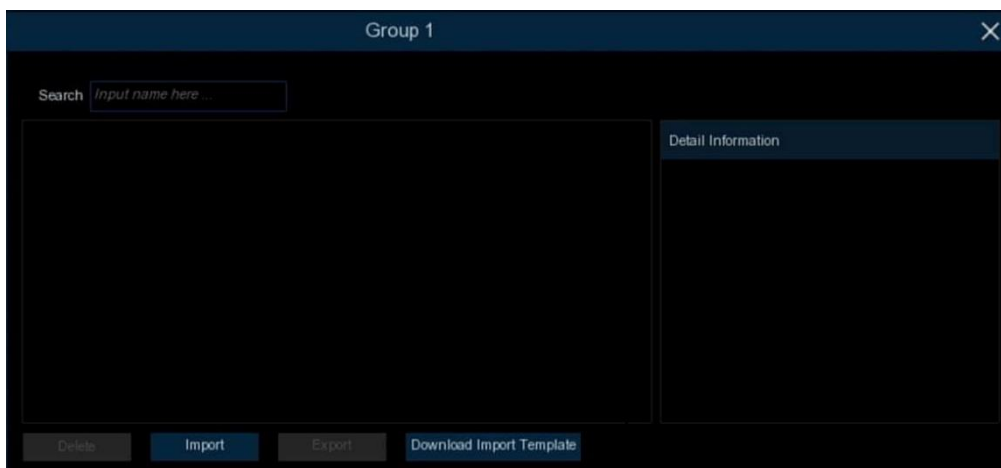 Group 1
Search Input name here ...
Detail Information
Delete Import Export Download Import Template